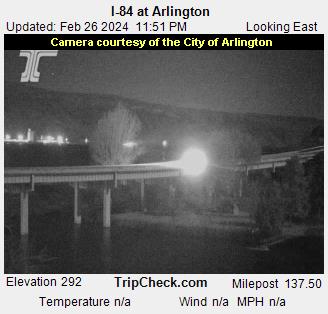 I-84 at Arlington
Updated: Feb 26 2024 11:51 PM Looking East
Camera courtesy of the City of Arlington
Elevation 292 TripCheck.com Milepost 137.50
Temperature n/a Wind n/a MPH n/a